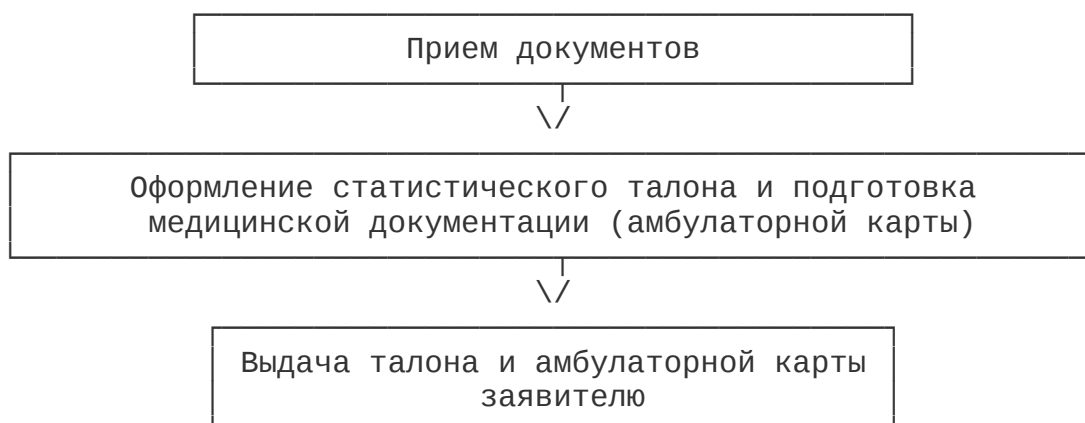 Прием документов
Оформление статистического талона и подготовка
медицинской документации (амбулаторной карты)
Выдача талона и амбулаторной карты
заявителю